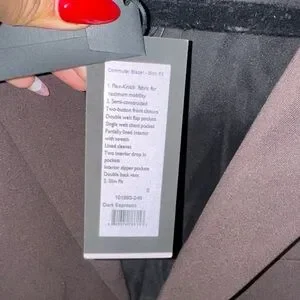 Commuter Blazer - Slim Fit
1. Flex-Knit® fabric for
maximum mobility
2. Semi-constructed
Two-button front closure
Double welt flap pockets
Single welt chest pocket
Partially lined interior
with sweats
Lined sleeves
Two interior drop in
pockets
Interior zipper pocket
Double back vent
3. Slim Fit
Dark Espresso